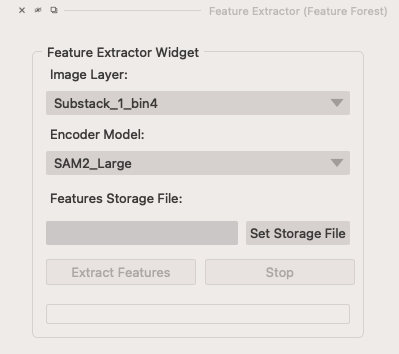 Feature Extractor (Feature Forest)
Feature Extractor Widget
Image Layer:
Substack_1_bin4
Encoder Model:
SAM2_Large
Features Storage File:
Set Storage File
Extract Features
Stop